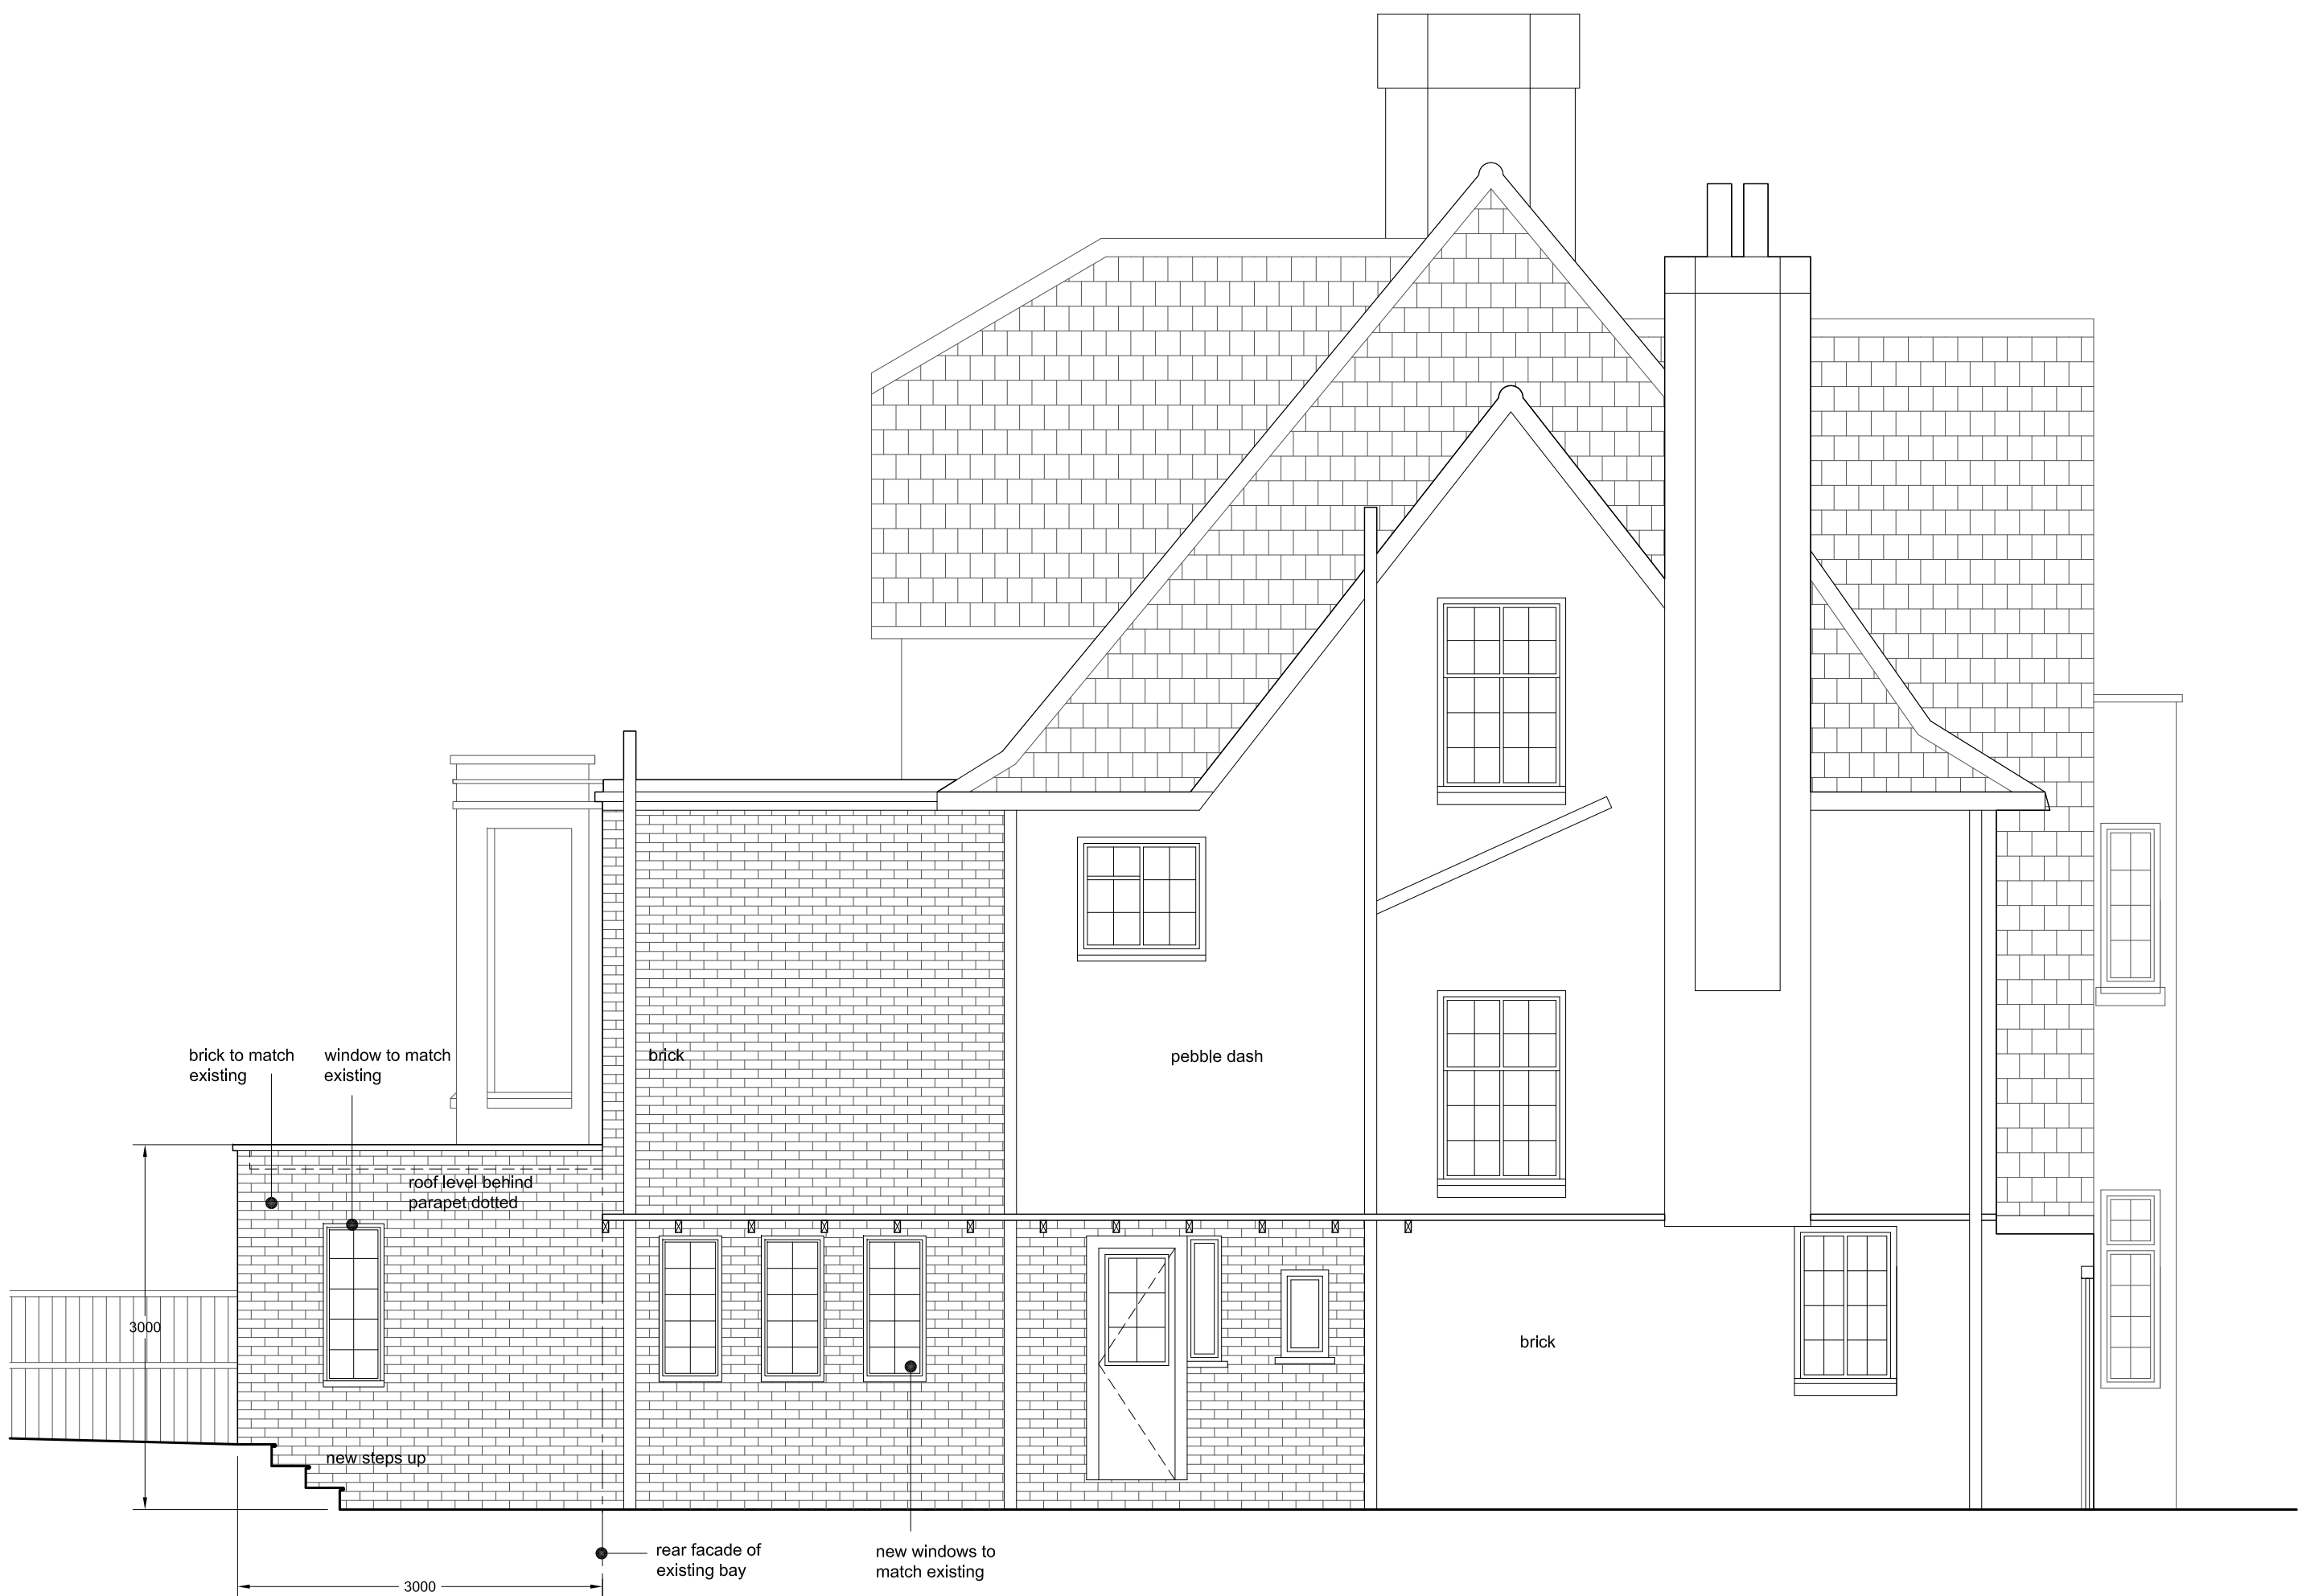 brick to match
existing
window to match
existing
brick
pebble dash
roof level behind
parapet dotted
3000
brick
new steps up
rear facade of
existing bay
new windows to
match existing
3000